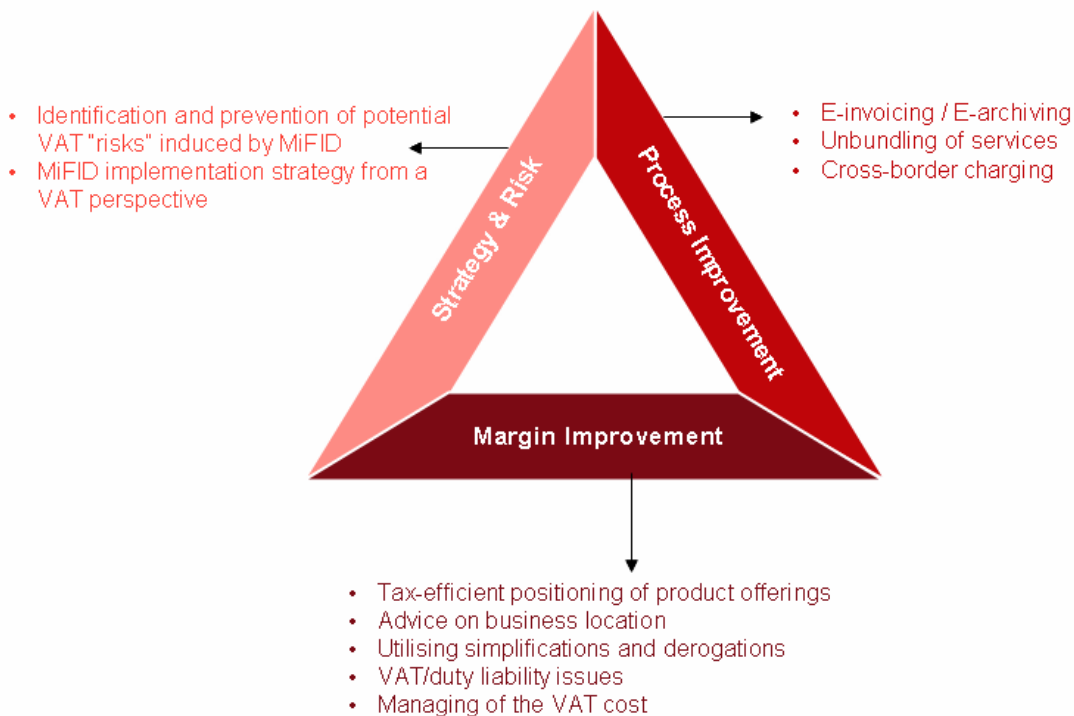 • Identification and prevention of potential
VAT "risks" induced by MiFID
• MiFID implementation strategy from a
VAT perspective
• E-invoicing / E-archiving
• Unbundling of services
• Cross-border charging
Strategy & Risk
Process Improvement
Margin Improvement
• Tax-efficient positioning of product offerings
• Advice on business location
• Utilising simplifications and derogations
• VAT/duty liability issues
• Managing of the VAT cost